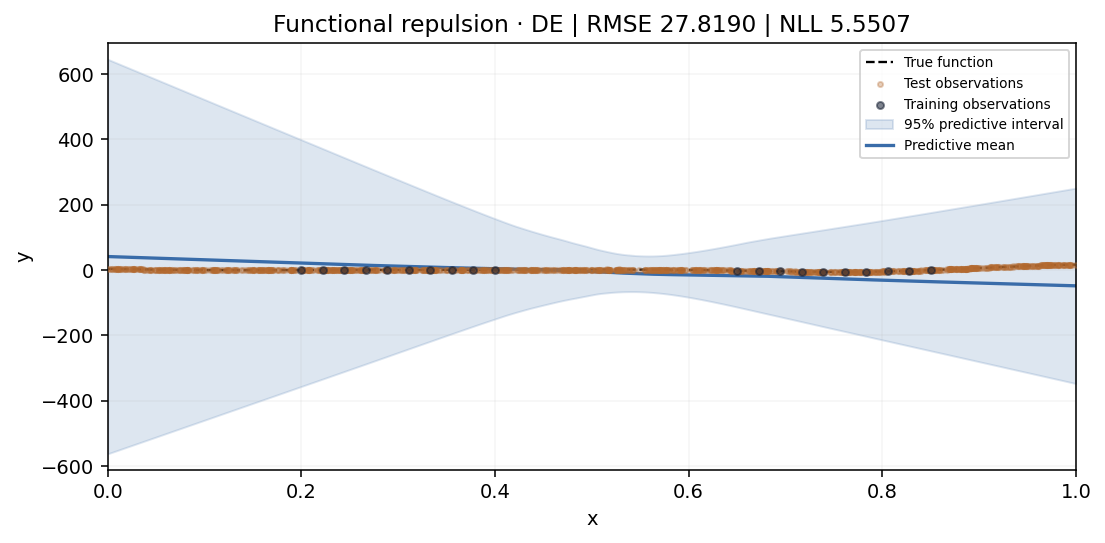 Functional repulsion · DE | RMSE 27.8190 | NLL 5.5507
True function
Test observations
Training observations
95% predictive interval
Predictive mean
y
600
400
200
0
−200
−400
−600
0.0 0.2 0.4 0.6 0.8 1.0
x